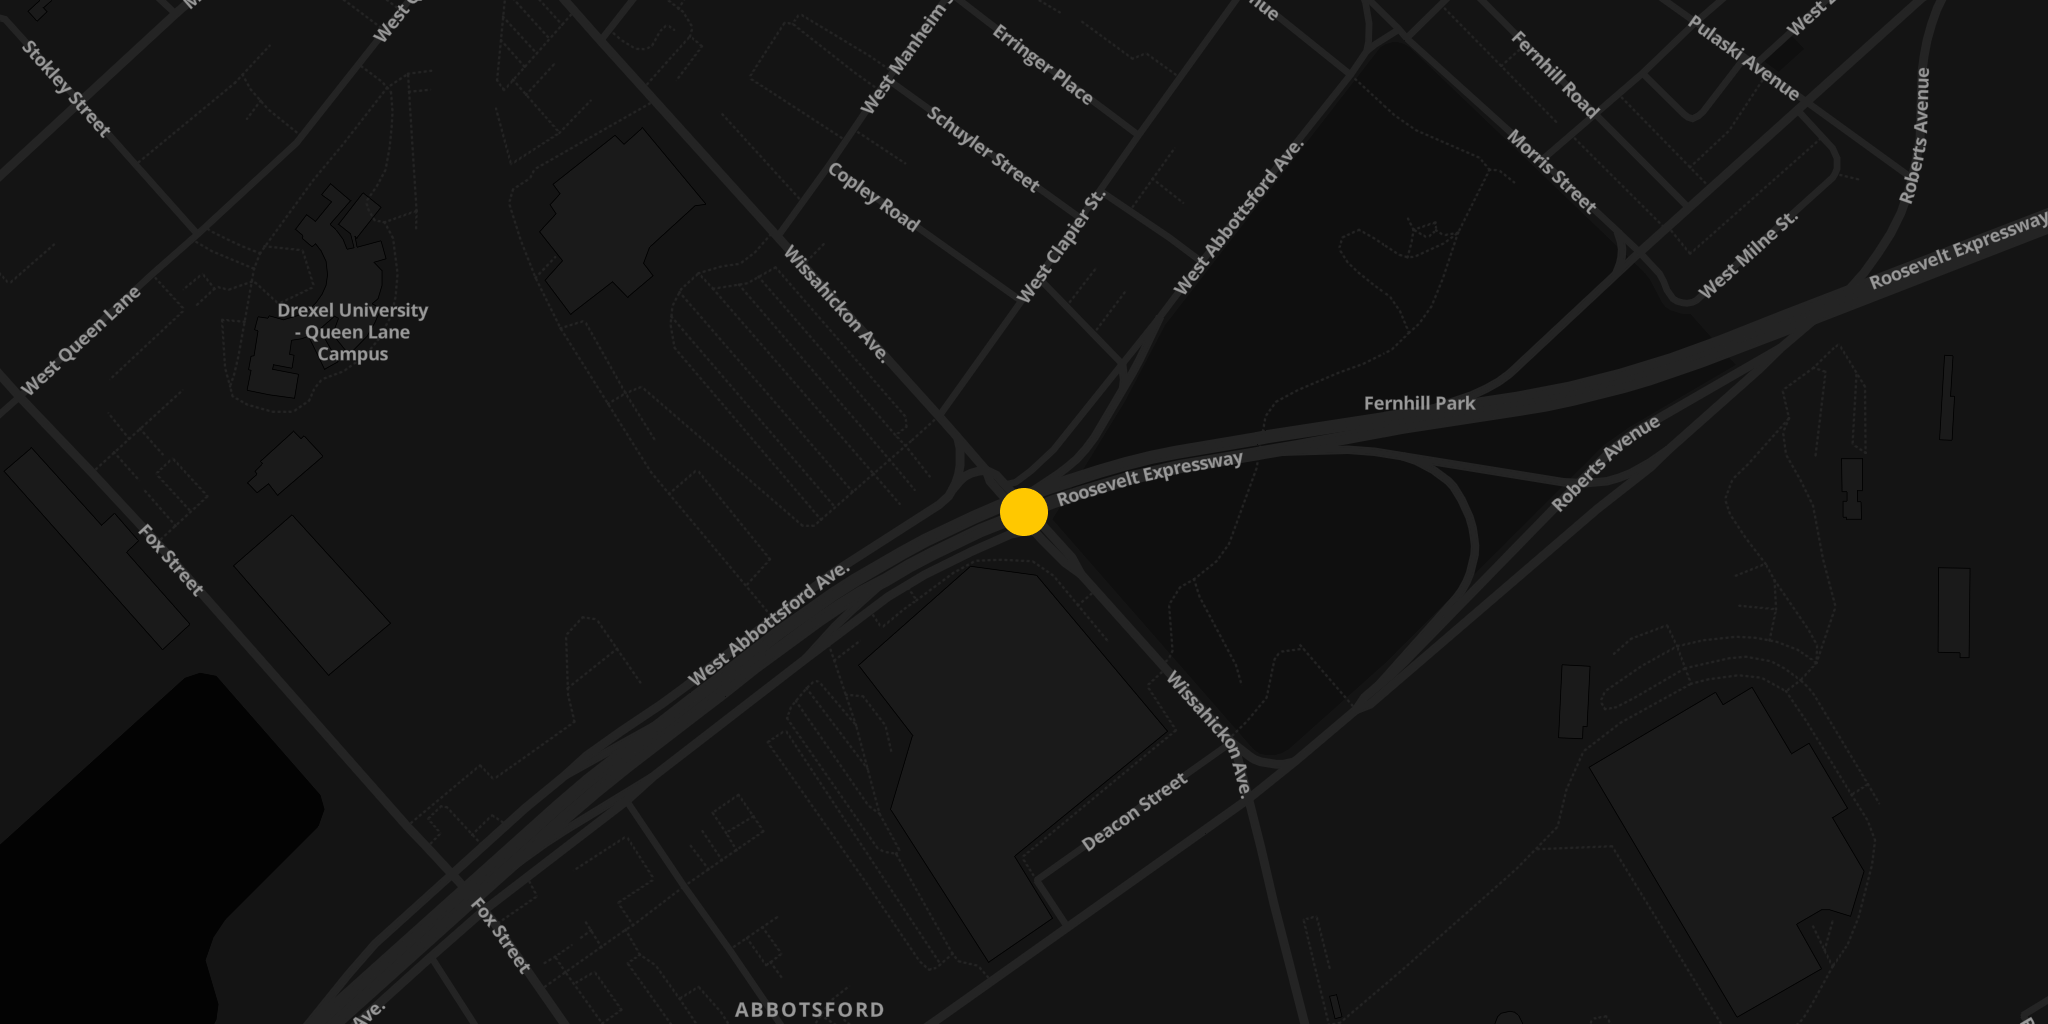 West Q
Stokley Street
West Manheim
Erringer Place
Schuyler Street
Copley Road
West Clapier St.
West Abbottsford Ave.
Fernhill Road
Pulaski Avenue
Morris Street
Roberts Avenue
West Milne St.
Roosevelt Expressway
West Queen Lane
Drexel University
- Queen Lane
Campus
Wissahickon Ave.
Fernhill Park
Roosevelt Expressway
Roberts Avenue
Fox Street
West Abbottsford Ave.
Wissahickon Ave.
Deacon Street
Fox Street
Ave.
ABBOTSFORD